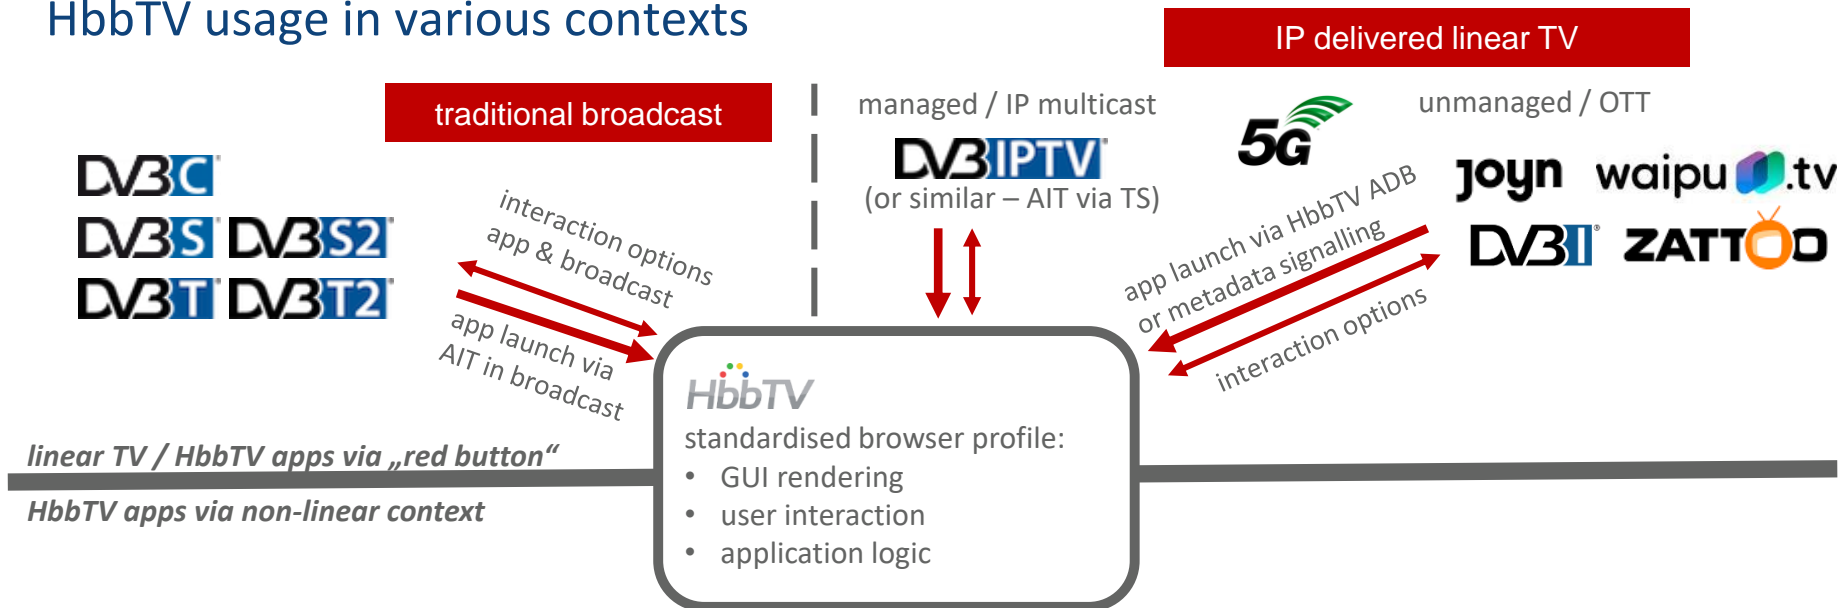 HbbTV usage in various contexts
IP delivered linear TV
traditional broadcast
managed / IP multicast
unmanaged / OTT
DVB C
DVB S DVB S2
DVB T DVB T2
DVB IPTV
(or similar – AIT via TS)
5G
joyn waipu.tv
DVB I ZATTOO
interaction options
app & broadcast
app launch via
AIT in broadcast
app launch via HbbTV ADB
or metadata signalling
interaction options
HbbTV
standardised browser profile:
• GUI rendering
• user interaction
• application logic
linear TV / HbbTV apps via „red button“
HbbTV apps via non-linear context